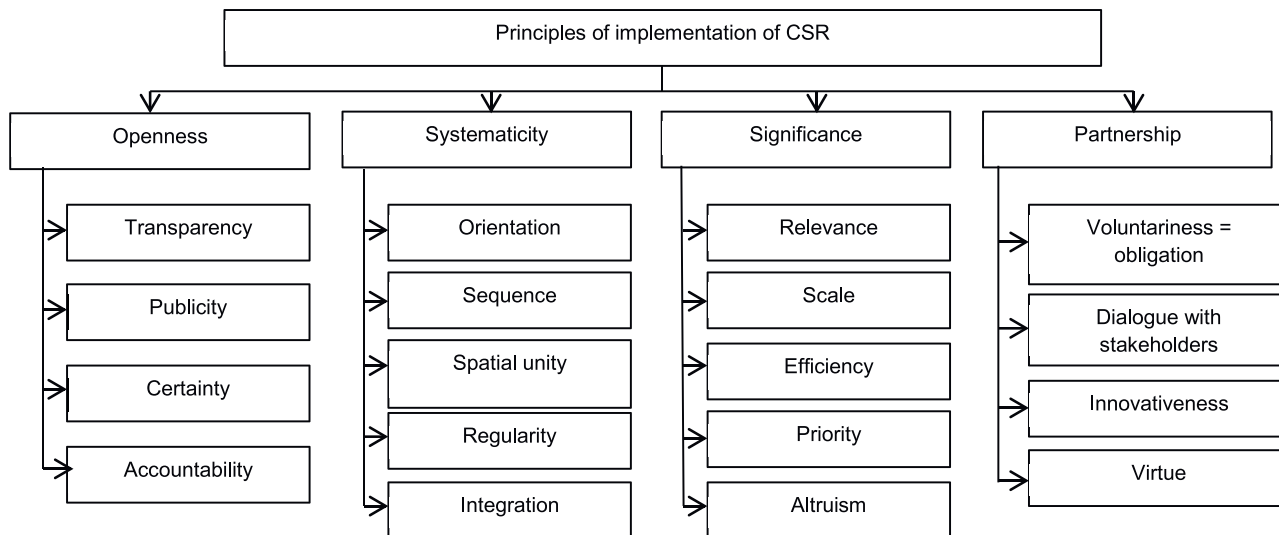 Principles of implementation of CSR
Openness
Transparency
Publicity
Certainty
Accountability
Systematicity
Orientation
Sequence
Spatial unity
Regularity
Integration
Significance
Relevance
Scale
Efficiency
Priority
Altruism
Partnership
Voluntariness =
obligation
Dialogue with
stakeholders
Innovativeness
Virtue